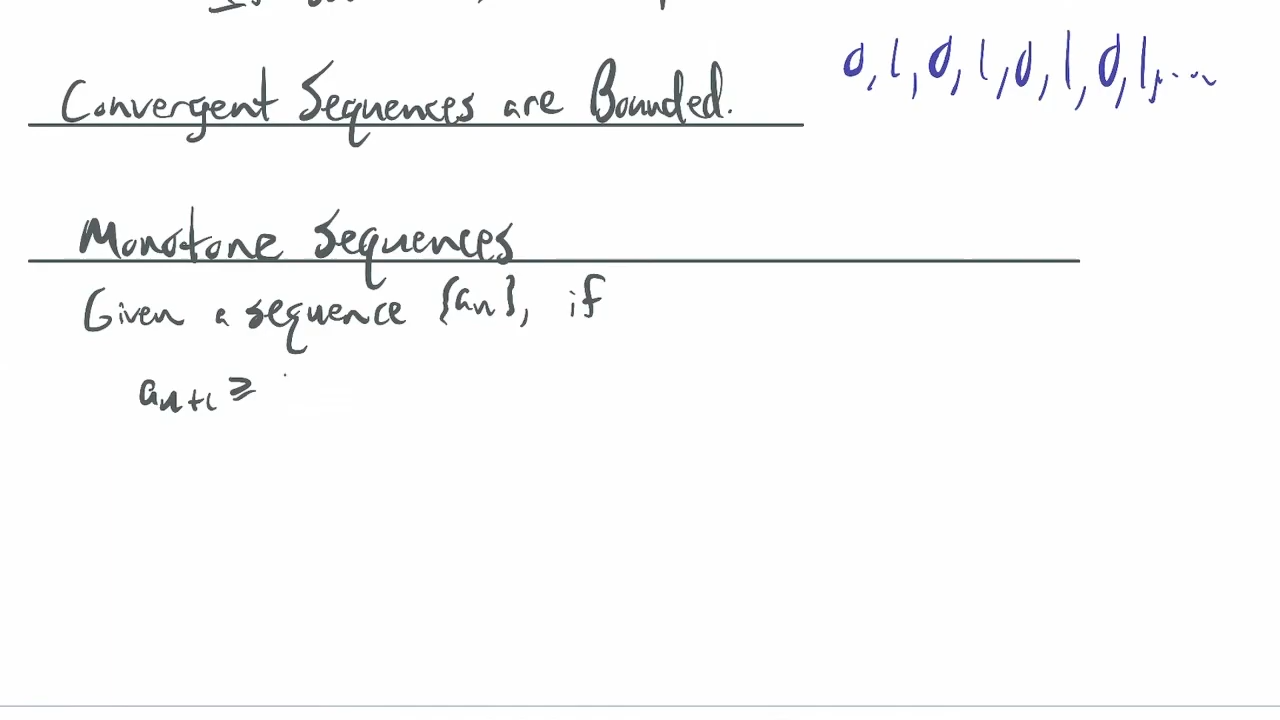 0, 1, 0, 1, 0, 1, 0, 1, ...
Convergent Sequences are Bounded.
Monotone Sequences
Given a sequence {an}, if
an+1 ≥